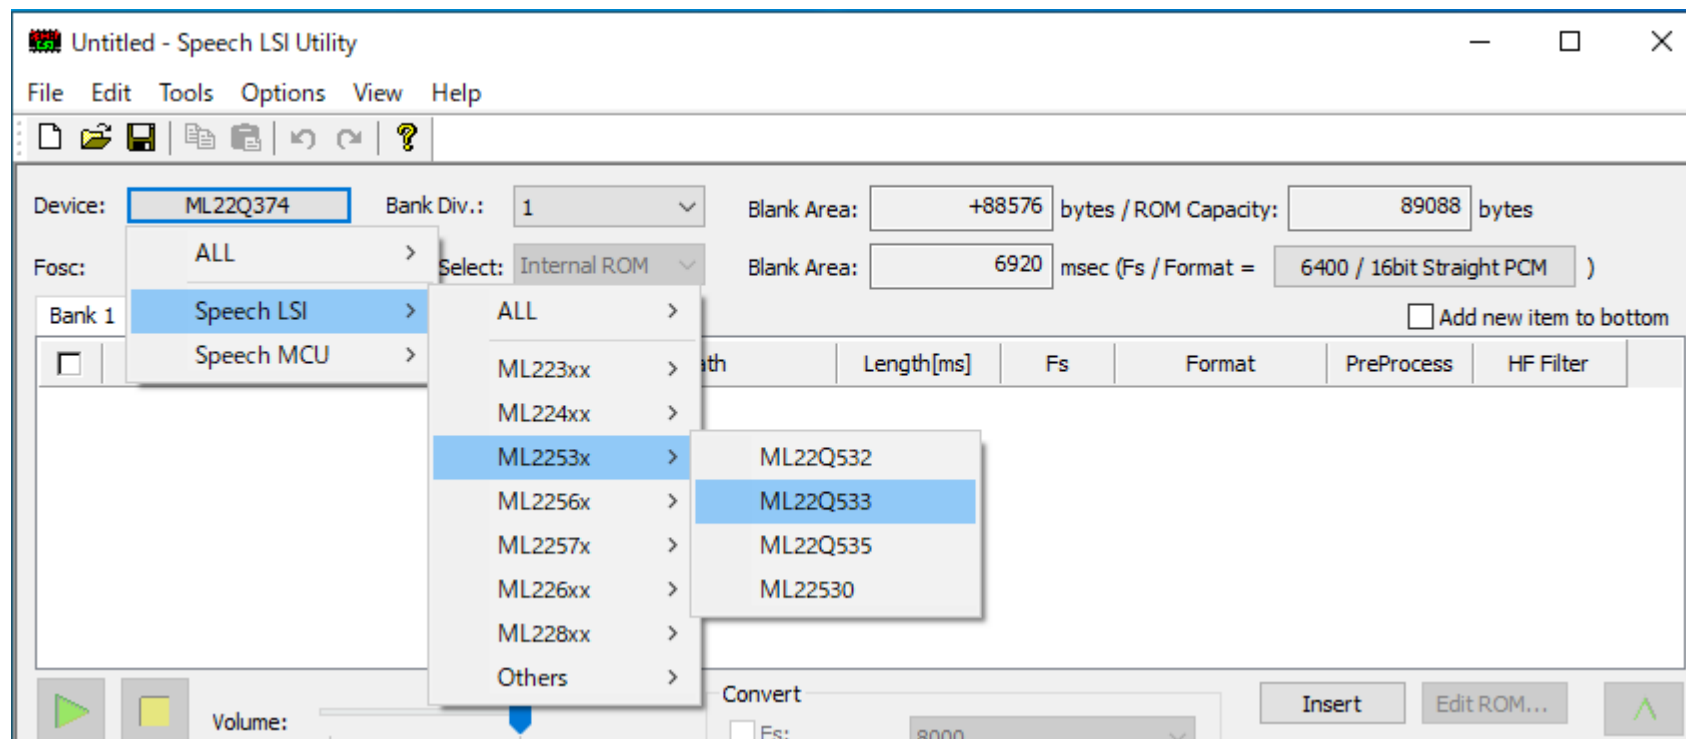 Untitled - Speech LSI Utility
File Edit Tools Options View Help
Device: ML22Q374 Bank Div.: 1 Blank Area: +88576 bytes / ROM Capacity: 89088 bytes
Fosc: Select: Internal ROM Blank Area: 6920 msec (Fs / Format = 6400 / 16bit Straight PCM )
Bank 1 Add new item to bottom
Length[ms] Fs Format PreProcess HF Filter
ALL
Speech LSI
Speech MCU
ALL
ML223xx
ML224xx
ML2253x
ML2256x
ML2257x
ML226xx
ML228xx
Others
ML22Q532
ML22Q533
ML22Q535
ML22530
Volume: Convert Insert Edit ROM...
Fs: 8000